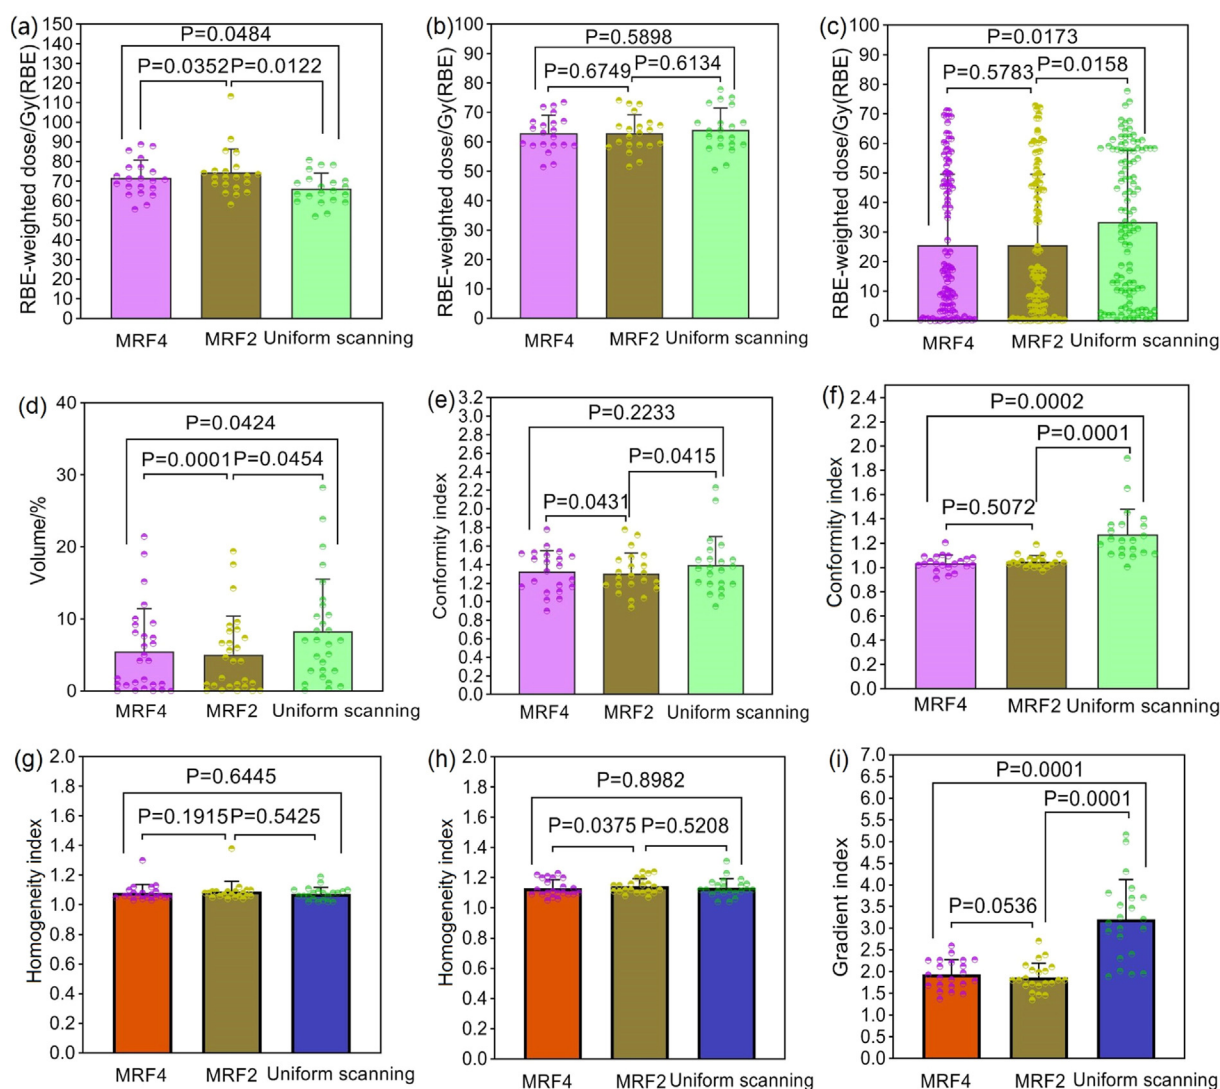 (a)
RBE-weighted dose/Gy(RBE)
150
140
130
120
110
100
90
80
70
60
50
40
30
20
10
0
P=0.0484
P=0.0352
P=0.0122
MRF4
MRF2
Uniform scanning
(b)
RBE-weighted dose/Gy(RBE)
100
90
80
70
60
50
40
30
20
10
0
P=0.5898
P=0.6749
P=0.6134
MRF4
MRF2
Uniform scanning
(c)
RBE-weighted dose/Gy(RBE)
100
90
80
70
60
50
40
30
20
10
0
P=0.0173
P=0.5783
P=0.0158
MRF4
MRF2
Uniform scanning
(d)
Volume/%
40
30
20
10
0
P=0.0424
P=0.0001
P=0.0454
MRF4
MRF2
Uniform scanning
(e)
Conformity index
3.2
3.0
2.8
2.6
2.4
2.2
2.0
1.8
1.6
1.4
1.2
1.0
0.8
0.6
0.4
0.2
0.0
P=0.2233
P=0.0415
P=0.0431
MRF4
MRF2
Uniform scanning
(f)
Conformity index
2.4
2.2
2.0
1.8
1.6
1.4
1.2
1.0
0.8
0.6
0.4
0.2
0.0
P=0.0002
P=0.0001
P=0.5072
MRF4
MRF2
Uniform scanning
(g)
Homogeneity index
2.0
1.8
1.6
1.4
1.2
1.0
0.8
0.6
0.4
0.2
0.0
P=0.6445
P=0.1915
P=0.5425
MRF4
MRF2
Uniform scanning
(h)
Homogeneity index
2.0
1.8
1.6
1.4
1.2
1.0
0.8
0.6
0.4
0.2
0.0
P=0.8982
P=0.0375
P=0.5208
MRF4
MRF2
Uniform scanning
(i)
Gradient index
7.0
6.5
6.0
5.5
5.0
4.5
4.0
3.5
3.0
2.5
2.0
1.5
1.0
0.5
0.0
P=0.0001
P=0.0001
P=0.0536
MRF4
MRF2
Uniform scanning